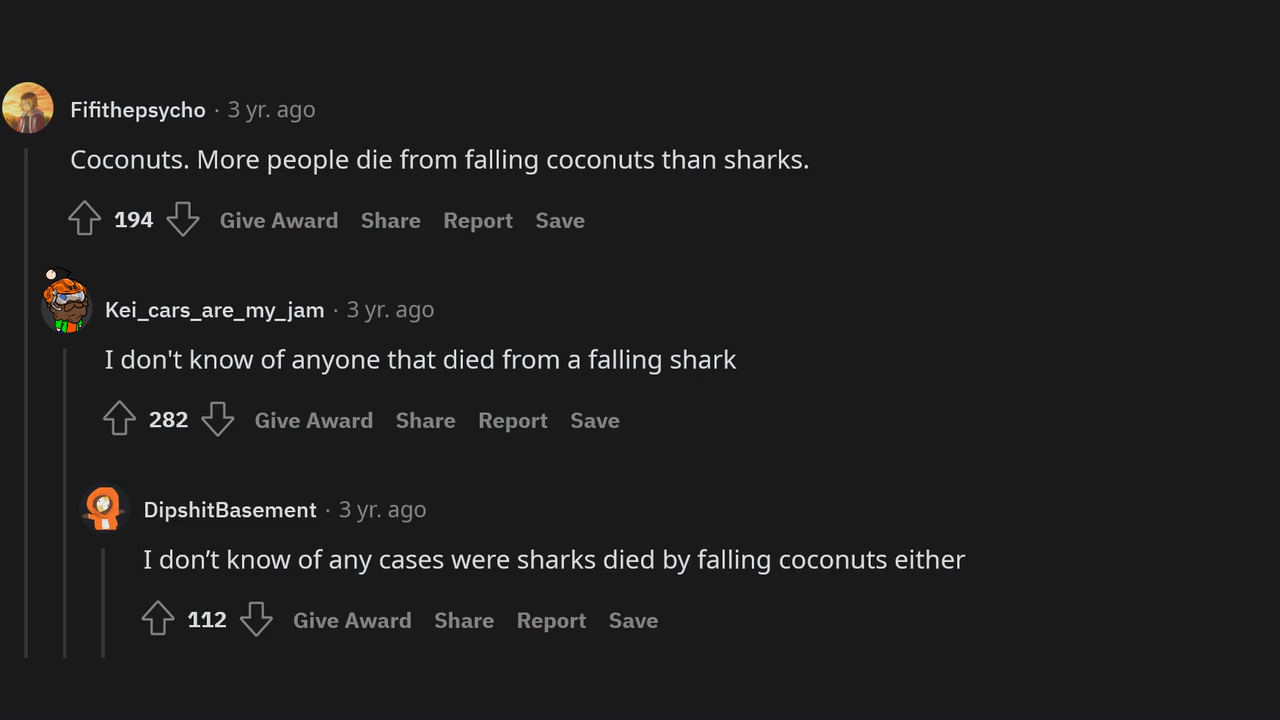 Fifithepsycho · 3 yr. ago
Coconuts. More people die from falling coconuts than sharks.
194 Give Award Share Report Save
Kei_cars_are_my_jam · 3 yr. ago
I don't know of anyone that died from a falling shark
282 Give Award Share Report Save
DipshitBasement · 3 yr. ago
I don’t know of any cases were sharks died by falling coconuts either
112 Give Award Share Report Save